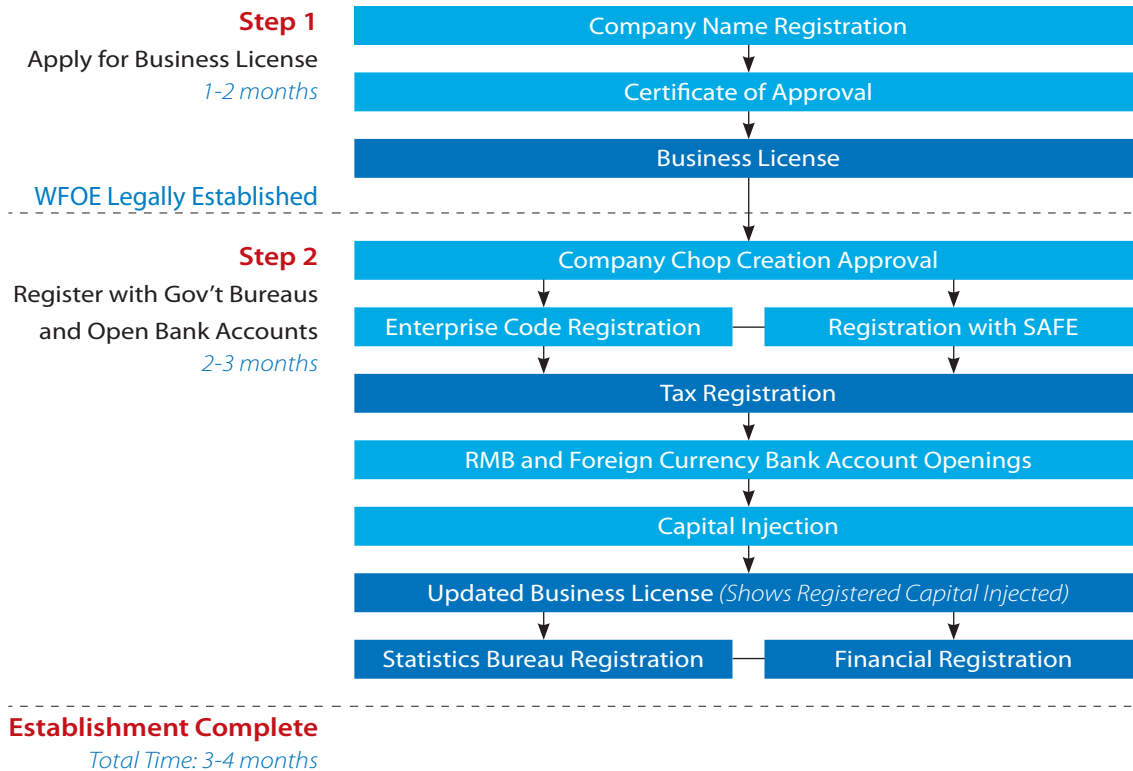 Step 1
Apply for Business License
1-2 months
Company Name Registration
Certificate of Approval
Business License
WFOE Legally Established
Step 2
Register with Gov’t Bureaus
and Open Bank Accounts
2-3 months
Company Chop Creation Approval
Enterprise Code Registration
Registration with SAFE
Tax Registration
RMB and Foreign Currency Bank Account Openings
Capital Injection
Updated Business License (Shows Registered Capital Injected)
Statistics Bureau Registration
Financial Registration
Establishment Complete
Total Time: 3-4 months